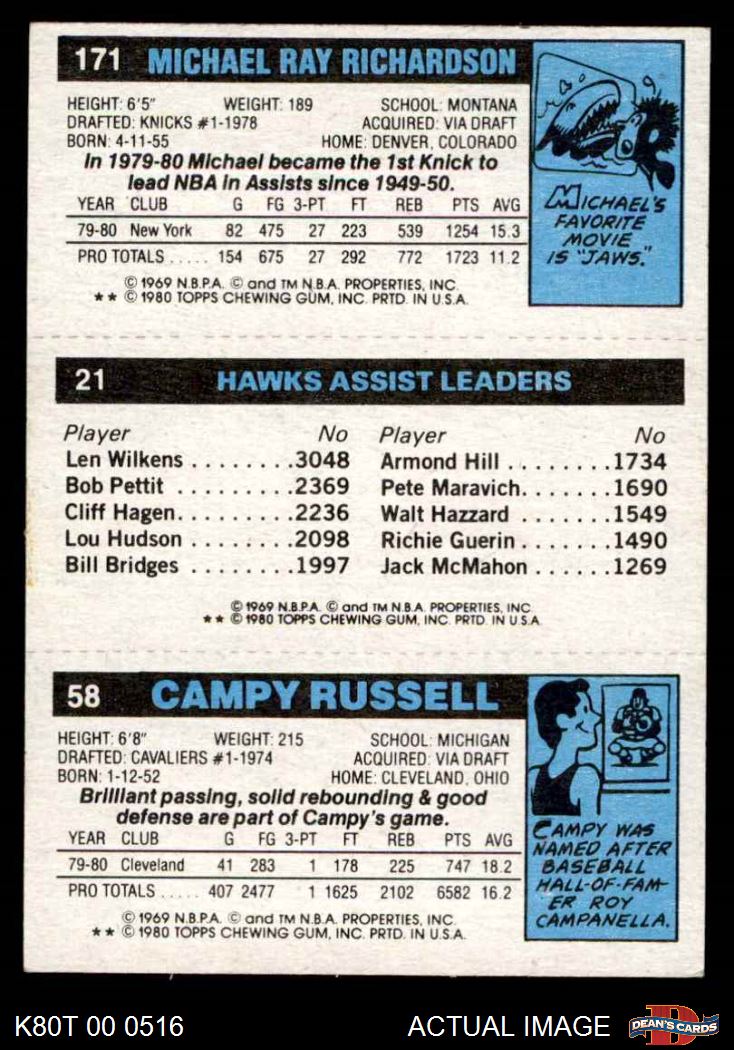 171 MICHAEL RAY RICHARDSON
HEIGHT: 6'5" WEIGHT: 189 SCHOOL: MONTANA
DRAFTED: KNICKS #1-1978 ACQUIRED: VIA DRAFT
BORN: 4-11-55 HOME: DENVER, COLORADO
In 1979-80 Michael became the 1st Knick to
lead NBA in Assists since 1949-50.
YEAR CLUB G FG 3-PT FT REB PTS AVG
79-80 New York 82 475 27 223 539 1254 15.3
PRO TOTALS ..... 154 675 27 292 772 1723 11.2
© 1969 N.B.P.A. © and TM N.B.A. PROPERTIES, INC.
** © 1980 TOPPS CHEWING GUM, INC. PRTD. IN U.S.A.
MICHAEL'S
FAVORITE
MOVIE
IS "JAWS."
21 HAWKS ASSIST LEADERS
Player No Player No
Len Wilkens ........3048 Armond Hill ........1734
Bob Pettit ........2369 Pete Maravich.......1690
Cliff Hagen.........2236 Walt Hazzard .......1549
Lou Hudson ........2098 Richie Guerin.......1490
Bill Bridges ........1997 Jack McMahon ......1269
© 1969 N.B.P.A. © and TM N.B.A. PROPERTIES, INC.
** © 1980 TOPPS CHEWING GUM, INC. PRTD. IN U.S.A.
58 CAMPY RUSSELL
HEIGHT: 6'8" WEIGHT: 215 SCHOOL: MICHIGAN
DRAFTED: CAVALIERS #1-1974 ACQUIRED: VIA DRAFT
BORN: 1-12-52 HOME: CLEVELAND, OHIO
Brilliant passing, solid rebounding & good
defense are part of Campy's game.
YEAR CLUB G FG 3-PT FT REB PTS AVG
79-80 Cleveland 41 283 1 178 225 747 18.2
PRO TOTALS ..... 407 2477 1 1625 2102 6582 16.2
© 1969 N.B.P.A. © and TM N.B.A. PROPERTIES, INC.
** © 1980 TOPPS CHEWING GUM, INC. PRTD. IN U.S.A.
CAMPY WAS
NAMED AFTER
BASEBALL
HALL-OF-FAM-
ER ROY
CAMPANELLA.
K80T 00 0516 ACTUAL IMAGE D DEAN'S CARDS